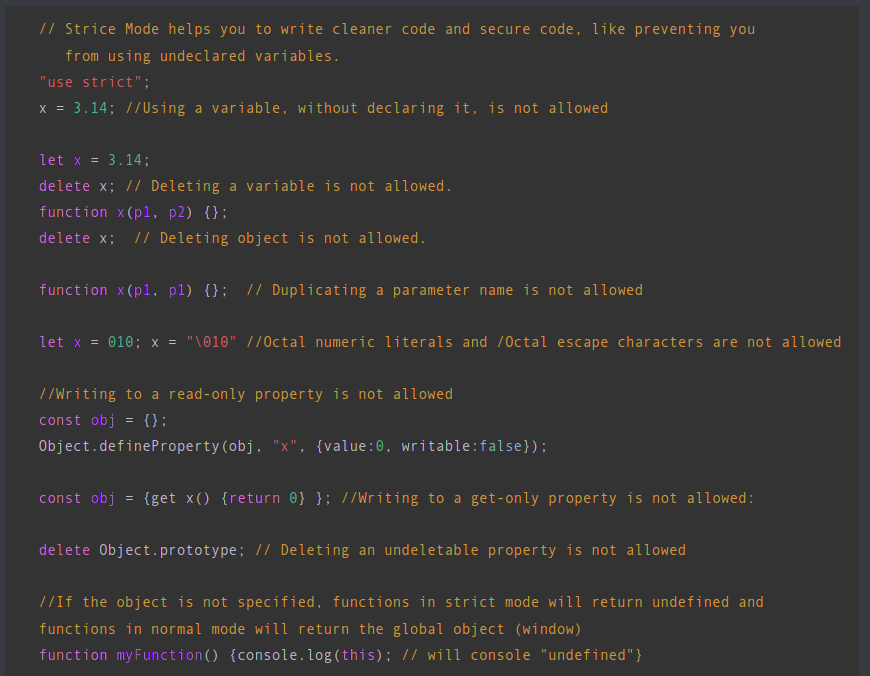 // Strice Mode helps you to write cleaner code and secure code, like preventing you
from using undeclared variables.
"use strict";
x = 3.14; //Using a variable, without declaring it, is not allowed
let x = 3.14;
delete x; // Deleting a variable is not allowed.
function x(p1, p2) {};
delete x;  // Deleting object is not allowed.
function x(p1, p1) {};  // Duplicating a parameter name is not allowed
let x = 010; x = "\010" //Octal numeric literals and /Octal escape characters are not allowed
//Writing to a read-only property is not allowed
const obj = {};
Object.defineProperty(obj, "x", {value:0, writable:false});
const obj = {get x() {return 0} }; //Writing to a get-only property is not allowed:
delete Object.prototype; // Deleting an undeletable property is not allowed
//If the object is not specified, functions in strict mode will return undefined and
functions in normal mode will return the global object (window)
function myFunction() {console.log(this); // will console "undefined"}